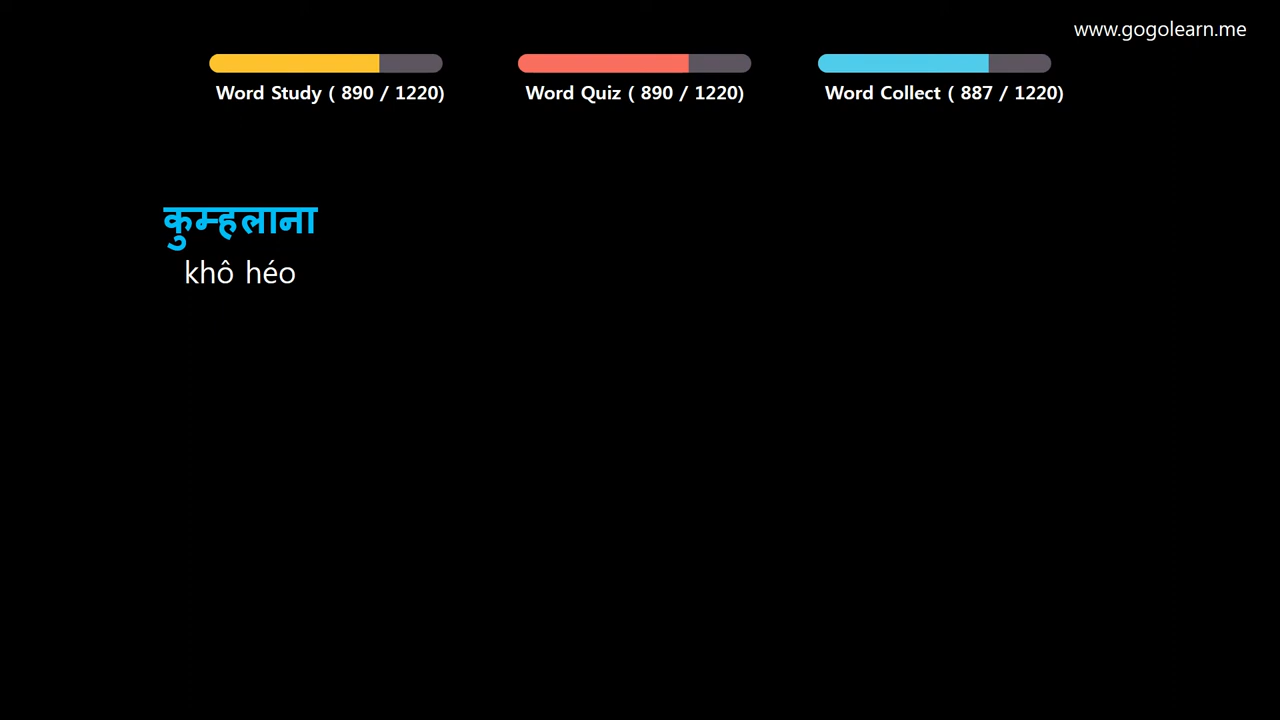 www.gogolearn.me
Word Study ( 890 / 1220)
Word Quiz ( 890 / 1220)
Word Collect ( 887 / 1220)
कुम्हलाना
khô héo